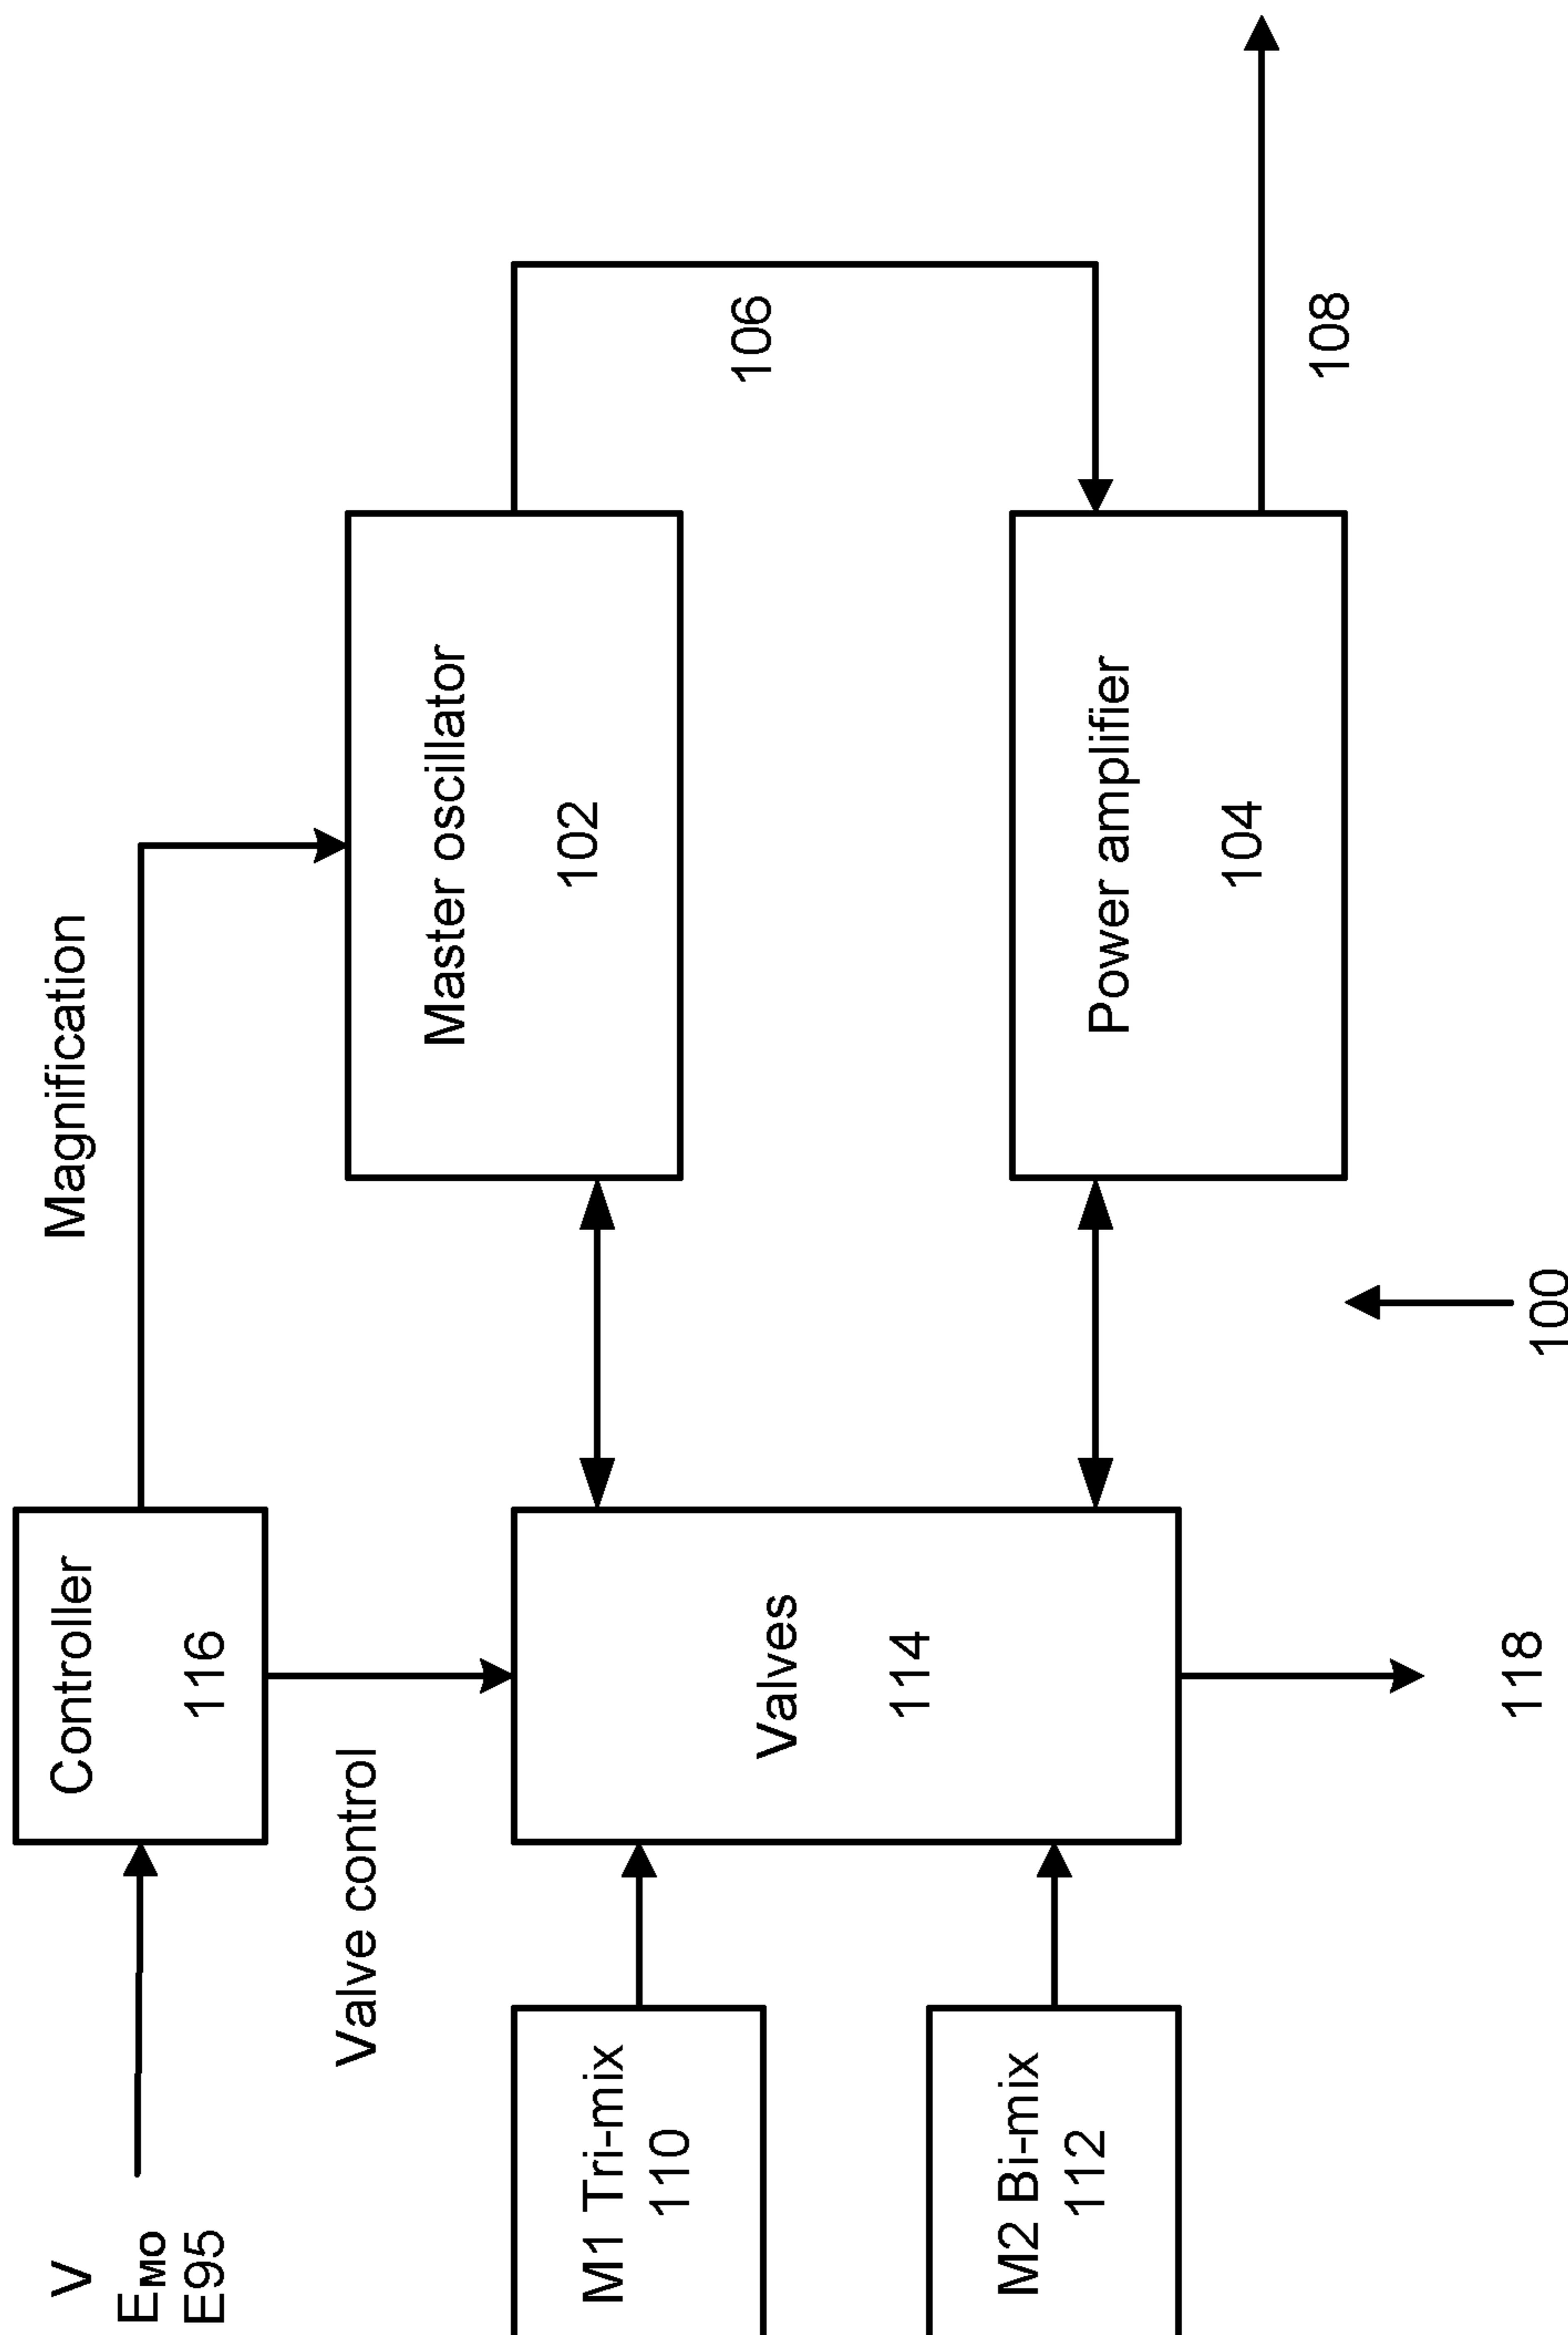 V
E_MO
E95
Controller
116
Magnification
Valve control
M1 Tri-mix
110
M2 Bi-mix
112
Valves
114
118
Master oscillator
102
106
Power amplifier
104
108
100